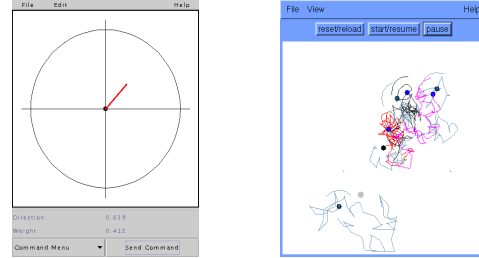 File Edit Help
Direction: 0.839
Weight: 0.412
Command Menu Send Command
File View Help
reset/reload start/resume pause